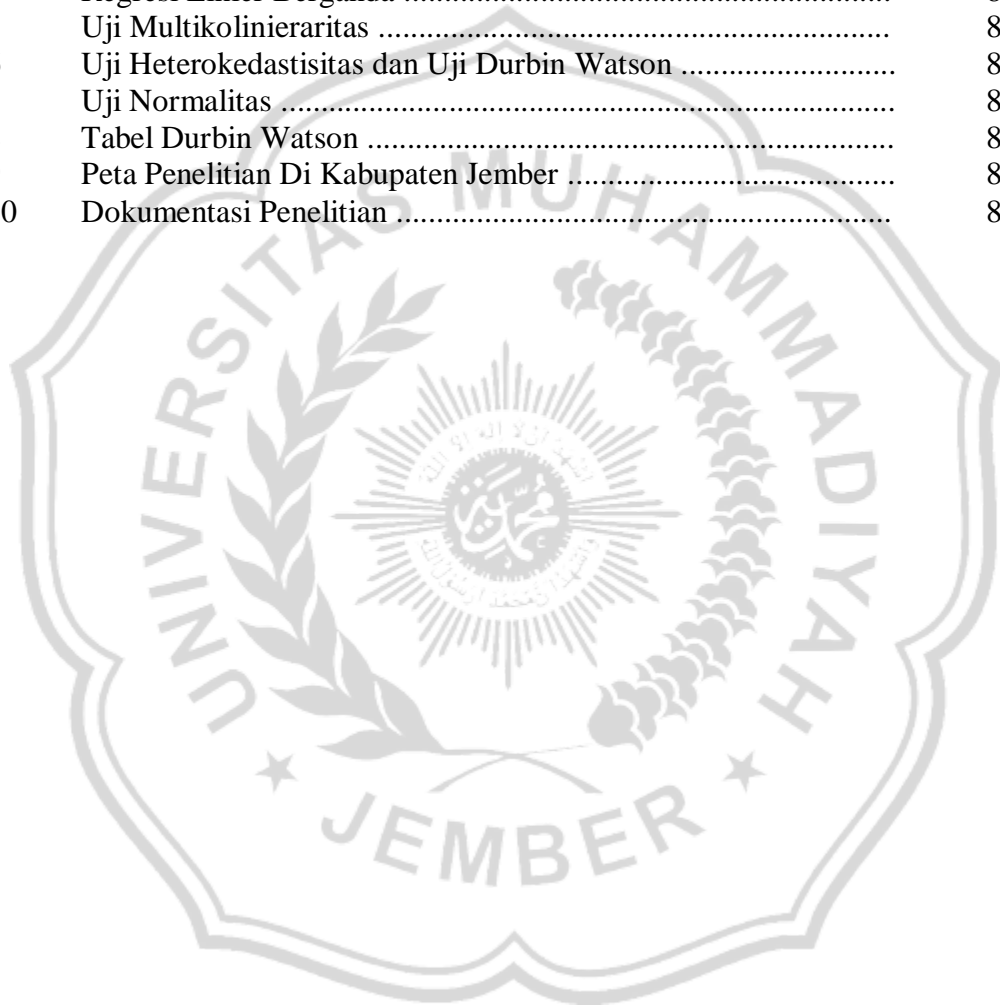 Uji Multikolinieraritas .................................................................. 8
Uji Heterokedastisitas dan Uji Durbin Watson ........................... 8
Uji Normalitas ............................................................................... 8
Tabel Durbin Watson .................................................................... 8
Peta Penelitian Di Kabupaten Jember .......................................... 8
0 Dokumentasi Penelitian ................................................................ 8
UNIVERSITAS MUHAMMADIYAH
JEMBER